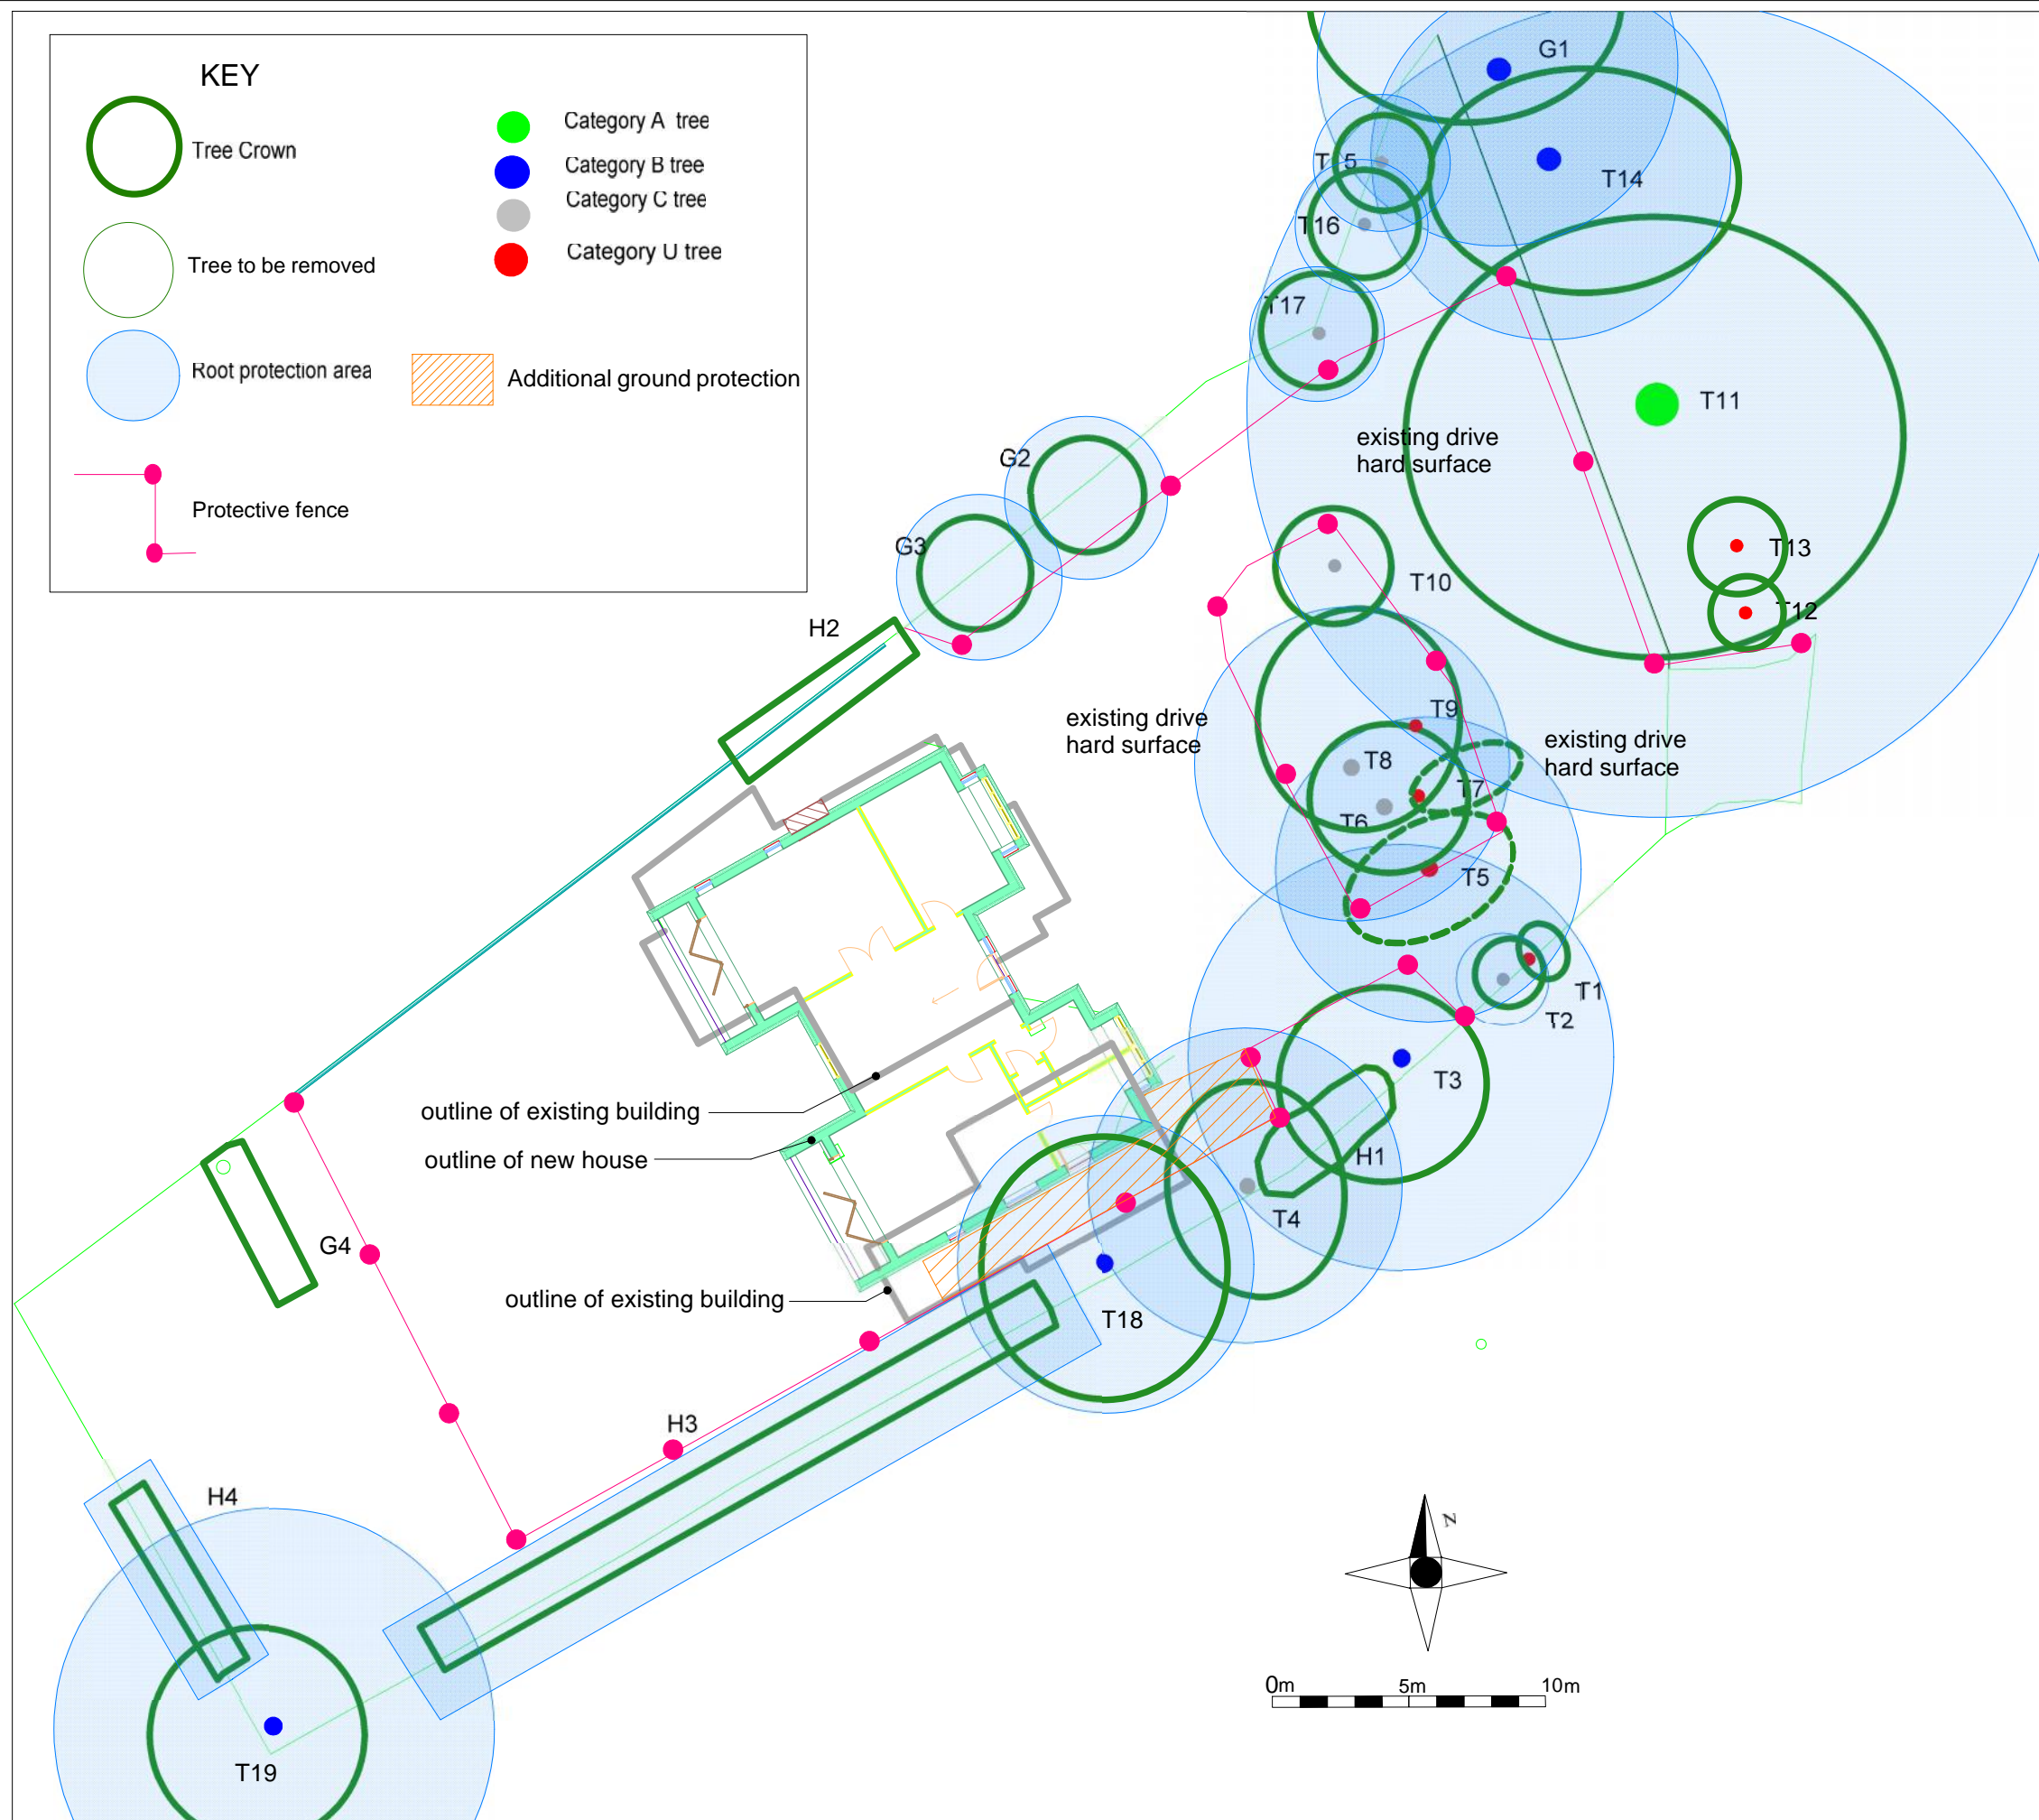 KEY
Tree Crown
Category A tree
Category B tree
Category C tree
Category U tree
Tree to be removed
Root protection area
Additional ground protection
Protective fence
G1
T14
T16
T17
T11
existing drive
hard surface
G2
G3
T10
T13
T12
H2
T9
existing drive
hard surface
existing drive
hard surface
T8
T7
T6
T5
T1
T2
T3
outline of existing building
outline of new house
H1
T4
G4
outline of existing building
T18
H3
H4
N
0m
5m
10m
T19